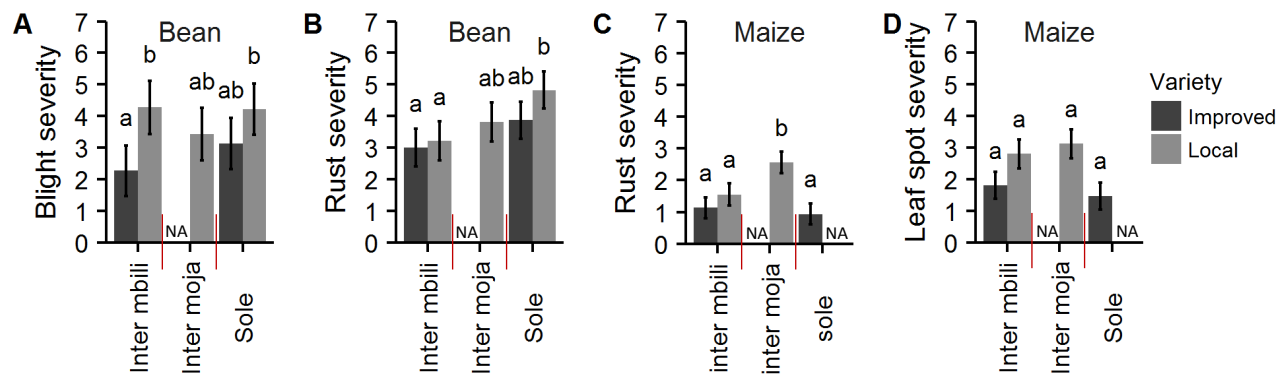 A
Bean
Blight severity
7
6
5
4
3
2
1
0
a
b
ab
ab
b
NA
Inter mbili
Inter moja
Sole
B
Bean
Rust severity
7
6
5
4
3
2
1
0
a
a
ab
ab
b
NA
Inter mbili
Inter moja
Sole
C
Maize
Rust severity
7
6
5
4
3
2
1
0
a
a
b
a
NA
NA
inter mbili
inter moja
sole
D
Maize
Leaf spot severity
7
6
5
4
3
2
1
0
a
a
a
a
NA
NA
Inter mbili
Inter moja
Sole
Variety
Improved
Local